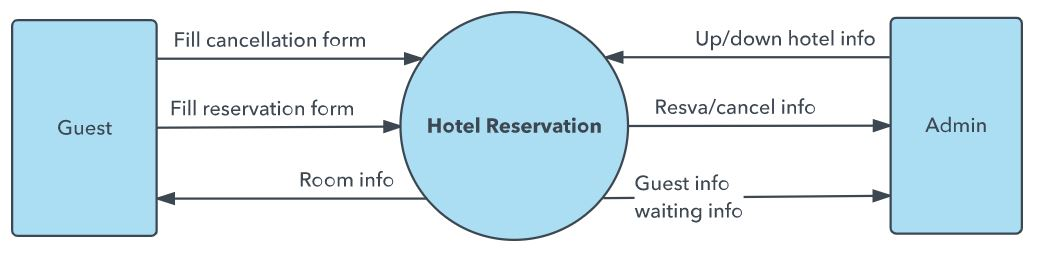 Fill cancellation form
Up/down hotel info
Fill reservation form
Resva/cancel info
Guest
Hotel Reservation
Admin
Room info
Guest info
waiting info